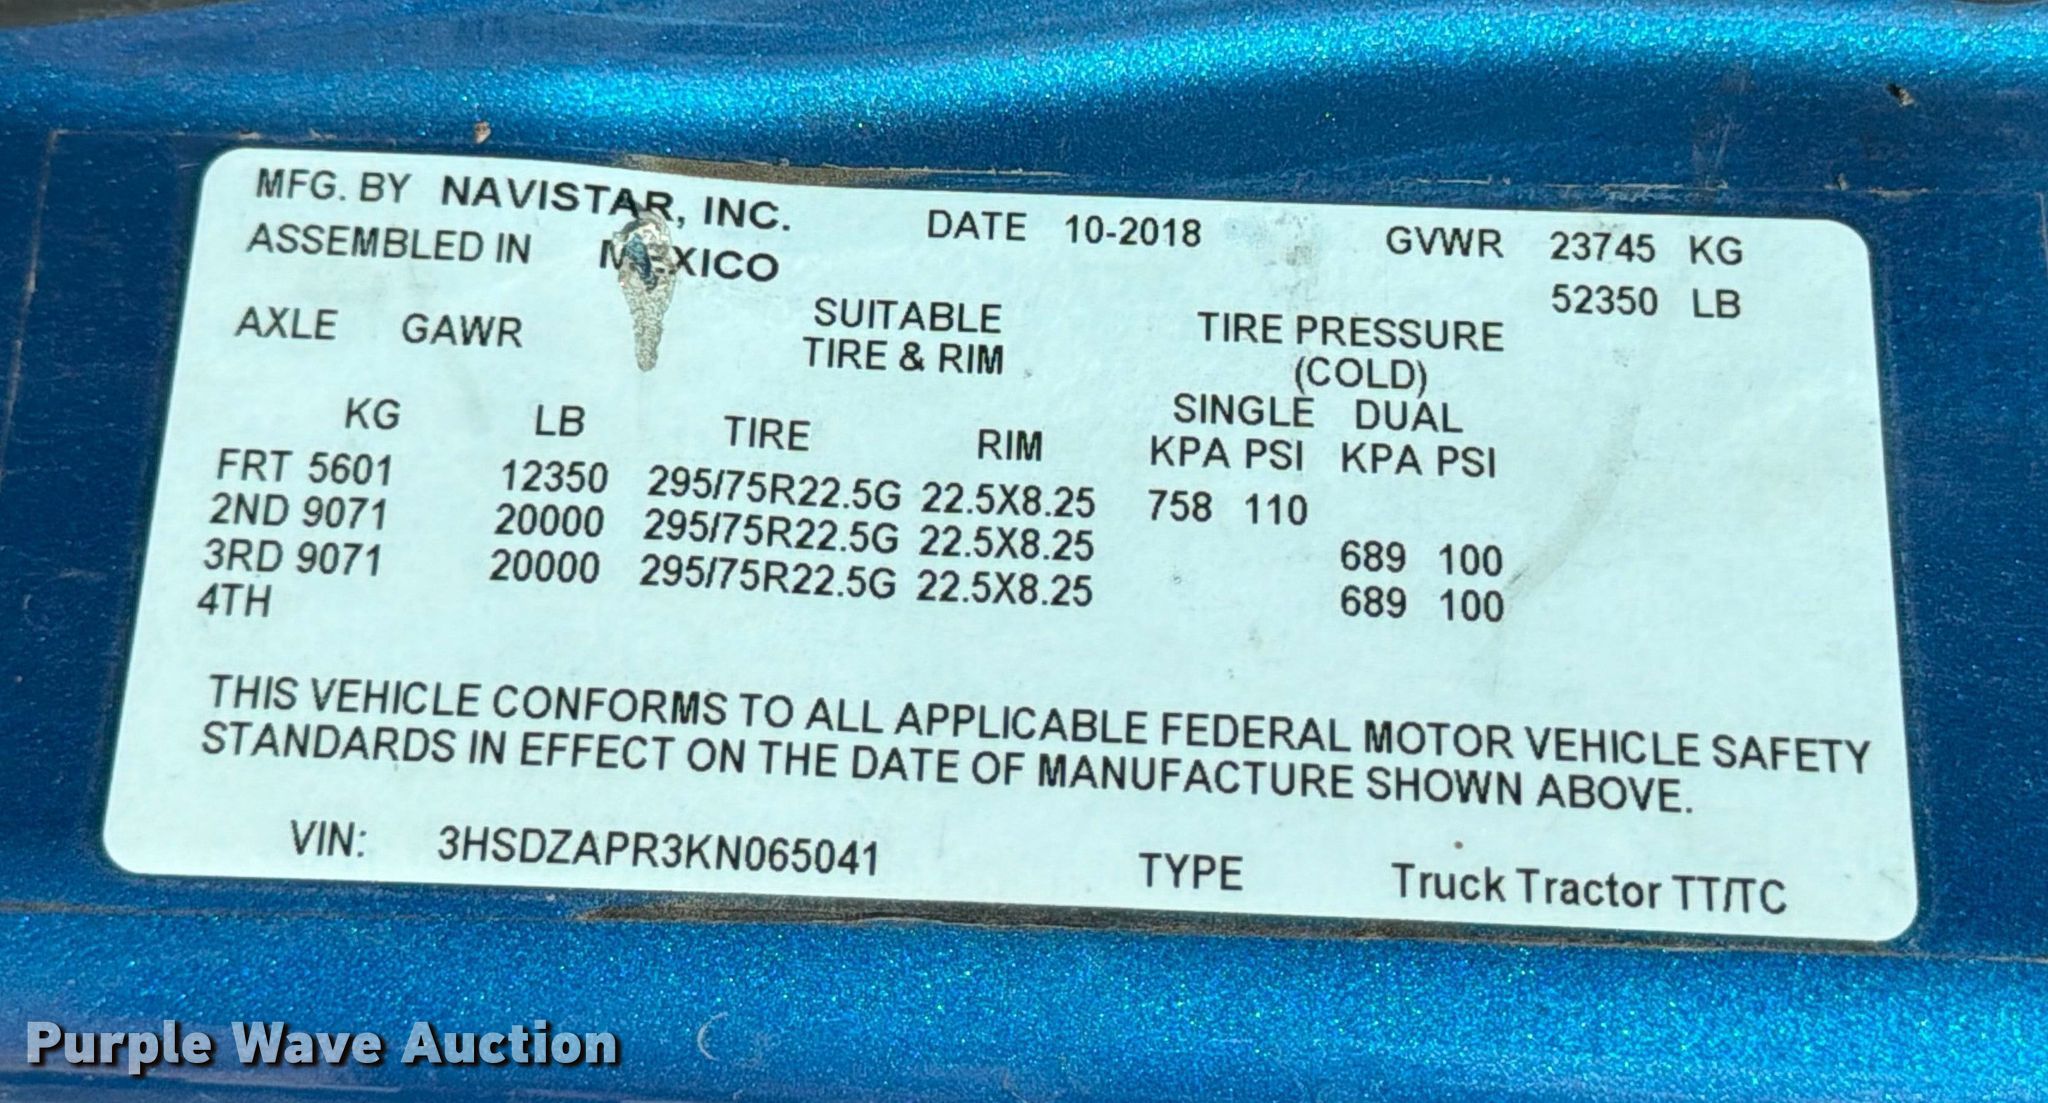 MFG. BY NAVISTAR, INC. DATE 10-2018 GVWR 23745 KG
ASSEMBLED IN MEXICO 52350 LB
AXLE GAWR SUITABLE TIRE PRESSURE
TIRE & RIM (COLD)
SINGLE DUAL
KG LB TIRE RIM KPA PSI KPA PSI
FRT 5601 12350 295/75R22.5G 22.5X8.25 758 110
2ND 9071 20000 295/75R22.5G 22.5X8.25 689 100
3RD 9071 20000 295/75R22.5G 22.5X8.25 689 100
4TH
THIS VEHICLE CONFORMS TO ALL APPLICABLE FEDERAL MOTOR VEHICLE SAFETY
STANDARDS IN EFFECT ON THE DATE OF MANUFACTURE SHOWN ABOVE.
VIN: 3HSDZAPR3KN065041 TYPE Truck Tractor TT/TC
Purple Wave Auction